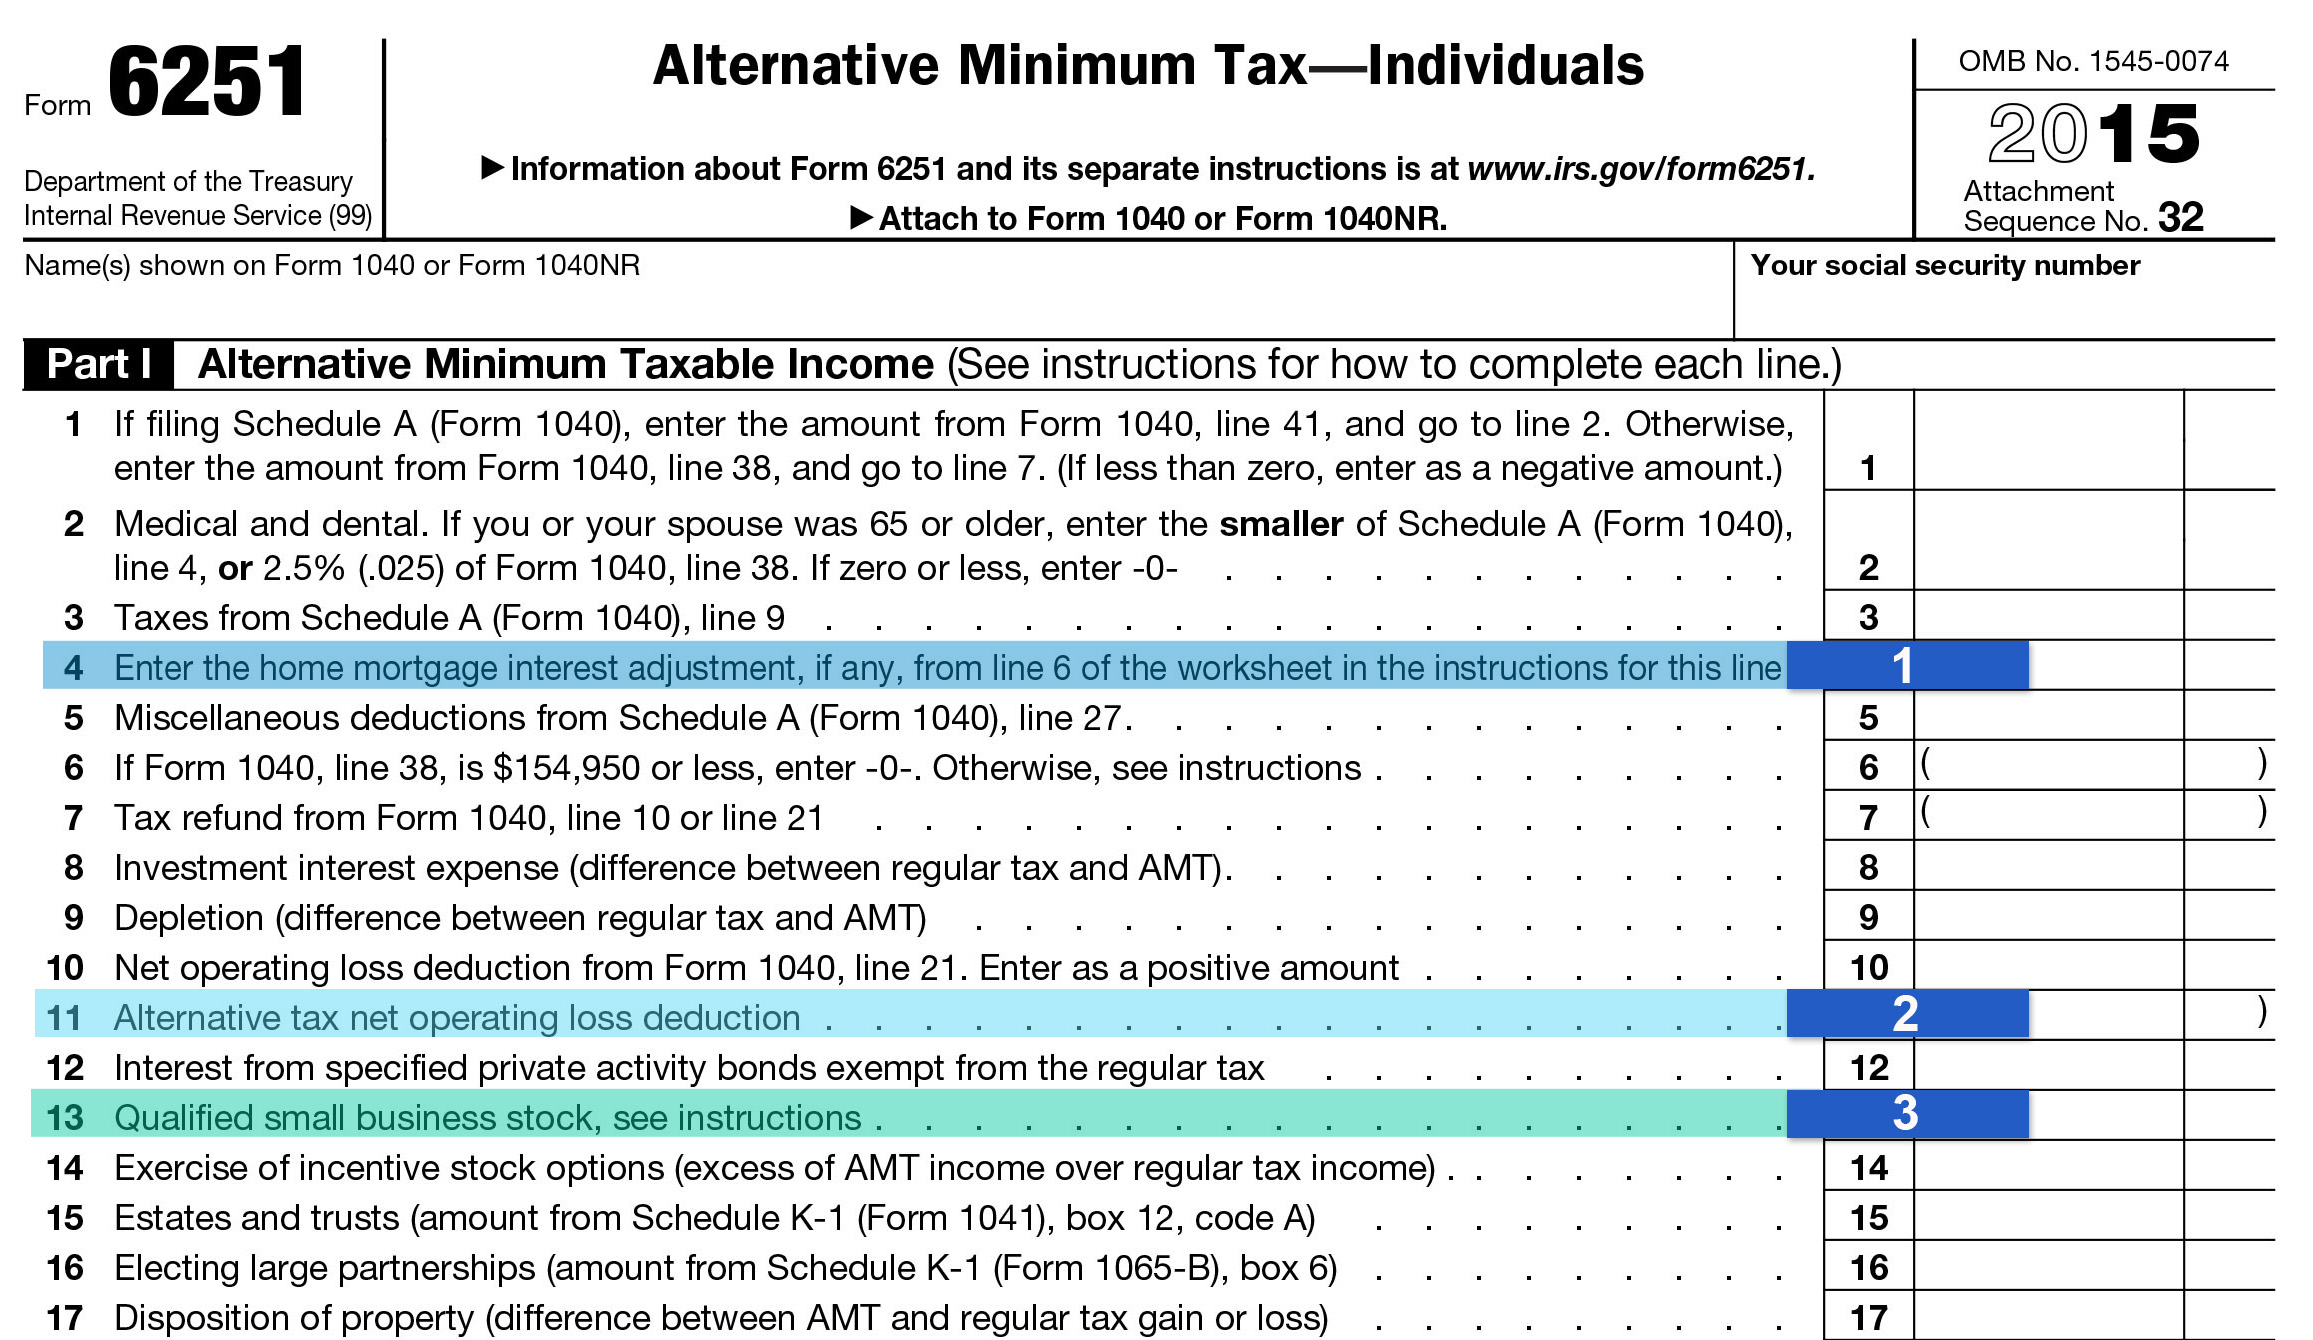 Form 6251
Department of the Treasury
Internal Revenue Service (99)
Alternative Minimum Tax—Individuals
▶ Information about Form 6251 and its separate instructions is at www.irs.gov/form6251.
▶ Attach to Form 1040 or Form 1040NR.
OMB No. 1545-0074
2015
Attachment
Sequence No. 32
Name(s) shown on Form 1040 or Form 1040NR
Your social security number
Part I Alternative Minimum Taxable Income (See instructions for how to complete each line.)
1 If filing Schedule A (Form 1040), enter the amount from Form 1040, line 41, and go to line 2. Otherwise,
enter the amount from Form 1040, line 38, and go to line 7. (If less than zero, enter as a negative amount.) 1
2 Medical and dental. If you or your spouse was 65 or older, enter the smaller of Schedule A (Form 1040),
line 4, or 2.5% (.025) of Form 1040, line 38. If zero or less, enter -0- . . . . . . . . . . . . 2
3 Taxes from Schedule A (Form 1040), line 9 . . . . . . . . . . . . . . . . . . . . 3
4 Enter the home mortgage interest adjustment, if any, from line 6 of the worksheet in the instructions for this line 1
5 Miscellaneous deductions from Schedule A (Form 1040), line 27. . . . . . . . . . . . . . 5
6 If Form 1040, line 38, is $154,950 or less, enter -0-. Otherwise, see instructions . . . . . . . . . 6 ( )
7 Tax refund from Form 1040, line 10 or line 21 . . . . . . . . . . . . . . . . . . . 7 ( )
8 Investment interest expense (difference between regular tax and AMT). . . . . . . . . . . . 8
9 Depletion (difference between regular tax and AMT) . . . . . . . . . . . . . . . . . 9
10 Net operating loss deduction from Form 1040, line 21. Enter as a positive amount . . . . . . . . 10
11 Alternative tax net operating loss deduction . . . . . . . . . . . . . . . . . . . . 2 )
12 Interest from specified private activity bonds exempt from the regular tax . . . . . . . . . . 12
13 Qualified small business stock, see instructions . . . . . . . . . . . . . . . . . . . 3
14 Exercise of incentive stock options (excess of AMT income over regular tax income) . . . . . . . . 14
15 Estates and trusts (amount from Schedule K-1 (Form 1041), box 12, code A) . . . . . . . . . 15
16 Electing large partnerships (amount from Schedule K-1 (Form 1065-B), box 6) . . . . . . . . . 16
17 Disposition of property (difference between AMT and regular tax gain or loss) . . . . . . . . . 17